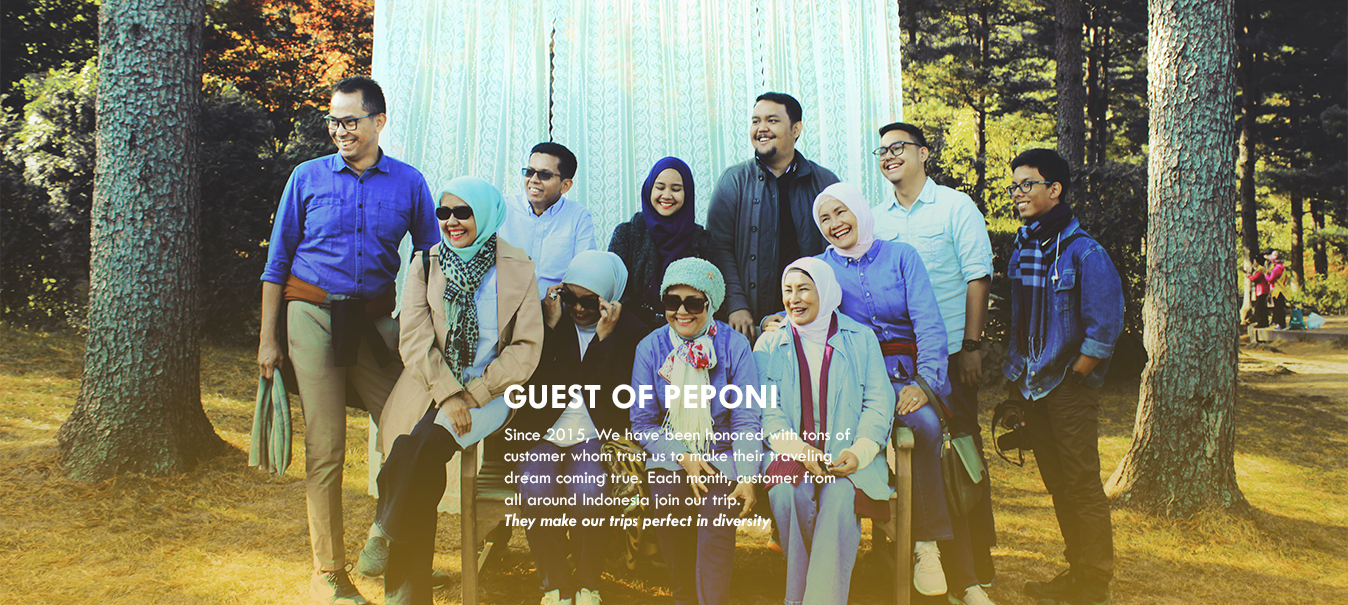 GUEST OF PEPONI
Since 2015, We have been honored with tons of
customer whom trust us to make their traveling
dream coming true. Each month, customer from
all around Indonesia join our trip.
They make our trips perfect in diversity